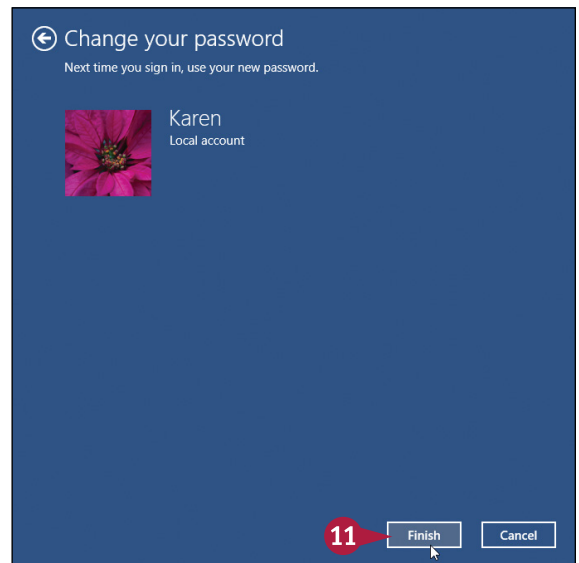 Change your password
Next time you sign in, use your new password.
Karen
Local account
11
Finish
Cancel